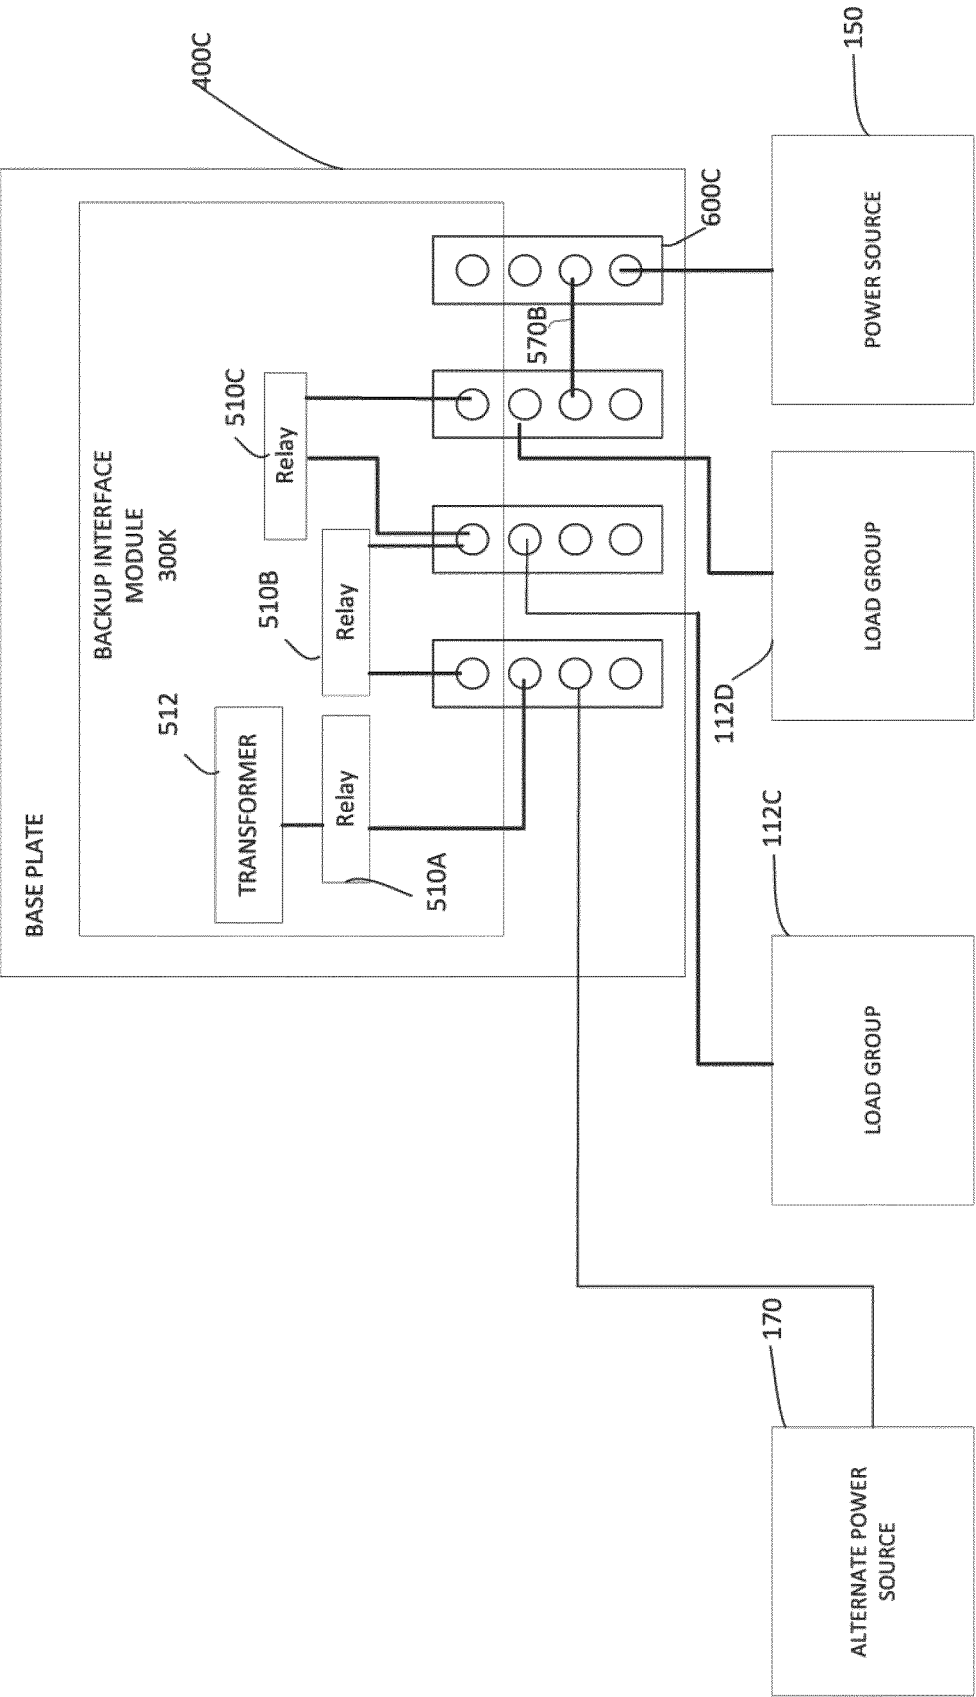 BASE PLATE
400C
BACKUP INTERFACE
MODULE
300K
512
TRANSFORMER
510A
Relay
510B
Relay
510C
Relay
570B
600C
170
ALTERNATE POWER
SOURCE
112C
LOAD GROUP
112D
LOAD GROUP
150
POWER SOURCE